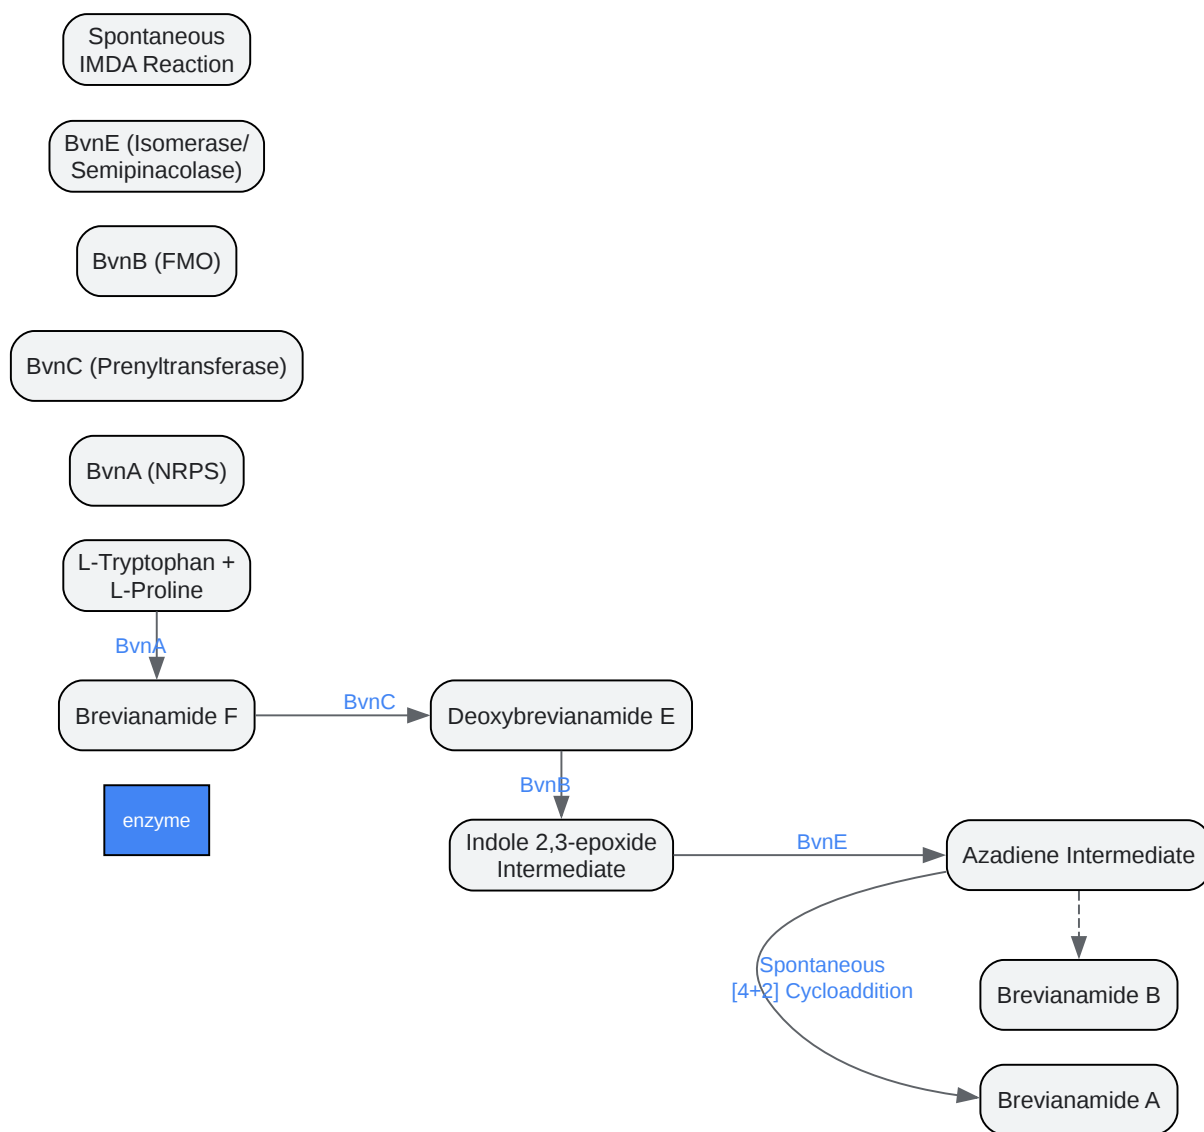 Spontaneous
IMDA Reaction
BvnE (Isomerase/
Semipinacolase)
BvnB (FMO)
BvnC (Prenyltransferase)
BvnA (NRPS)
L-Tryptophan +
L-Proline
BvnA
Brevianamide F
BvnC
Deoxybrevianamide E
BvnB
enzyme
Indole 2,3-epoxide
Intermediate
BvnE
Azadiene Intermediate
Spontaneous
[4+2] Cycloaddition
Brevianamide B
Brevianamide A